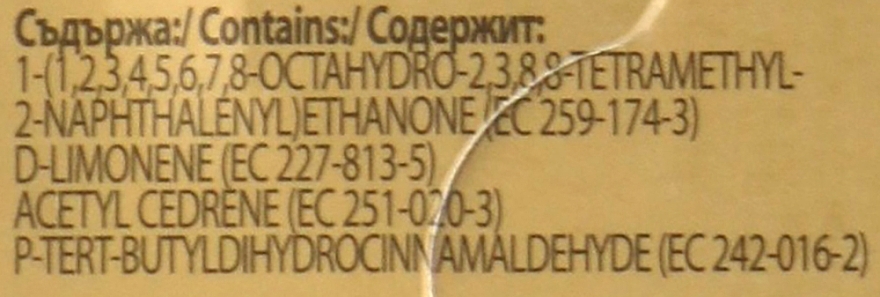 Съдържа:/ Contains:/ Содержит:
1-(1,2,3,4,5,6,7,8-OCTAHYDRO-2,3,8,8-TETRAMETHYL-
2-NAPHTHALENYL)ETHANONE (EC 259-174-3)
D-LIMONENE (EC 227-813-5)
ACETYL CEDRENE (EC 251-020-3)
P-TERT-BUTYLDIHYDROCINNAMALDEHYDE (EC 242-016-2)